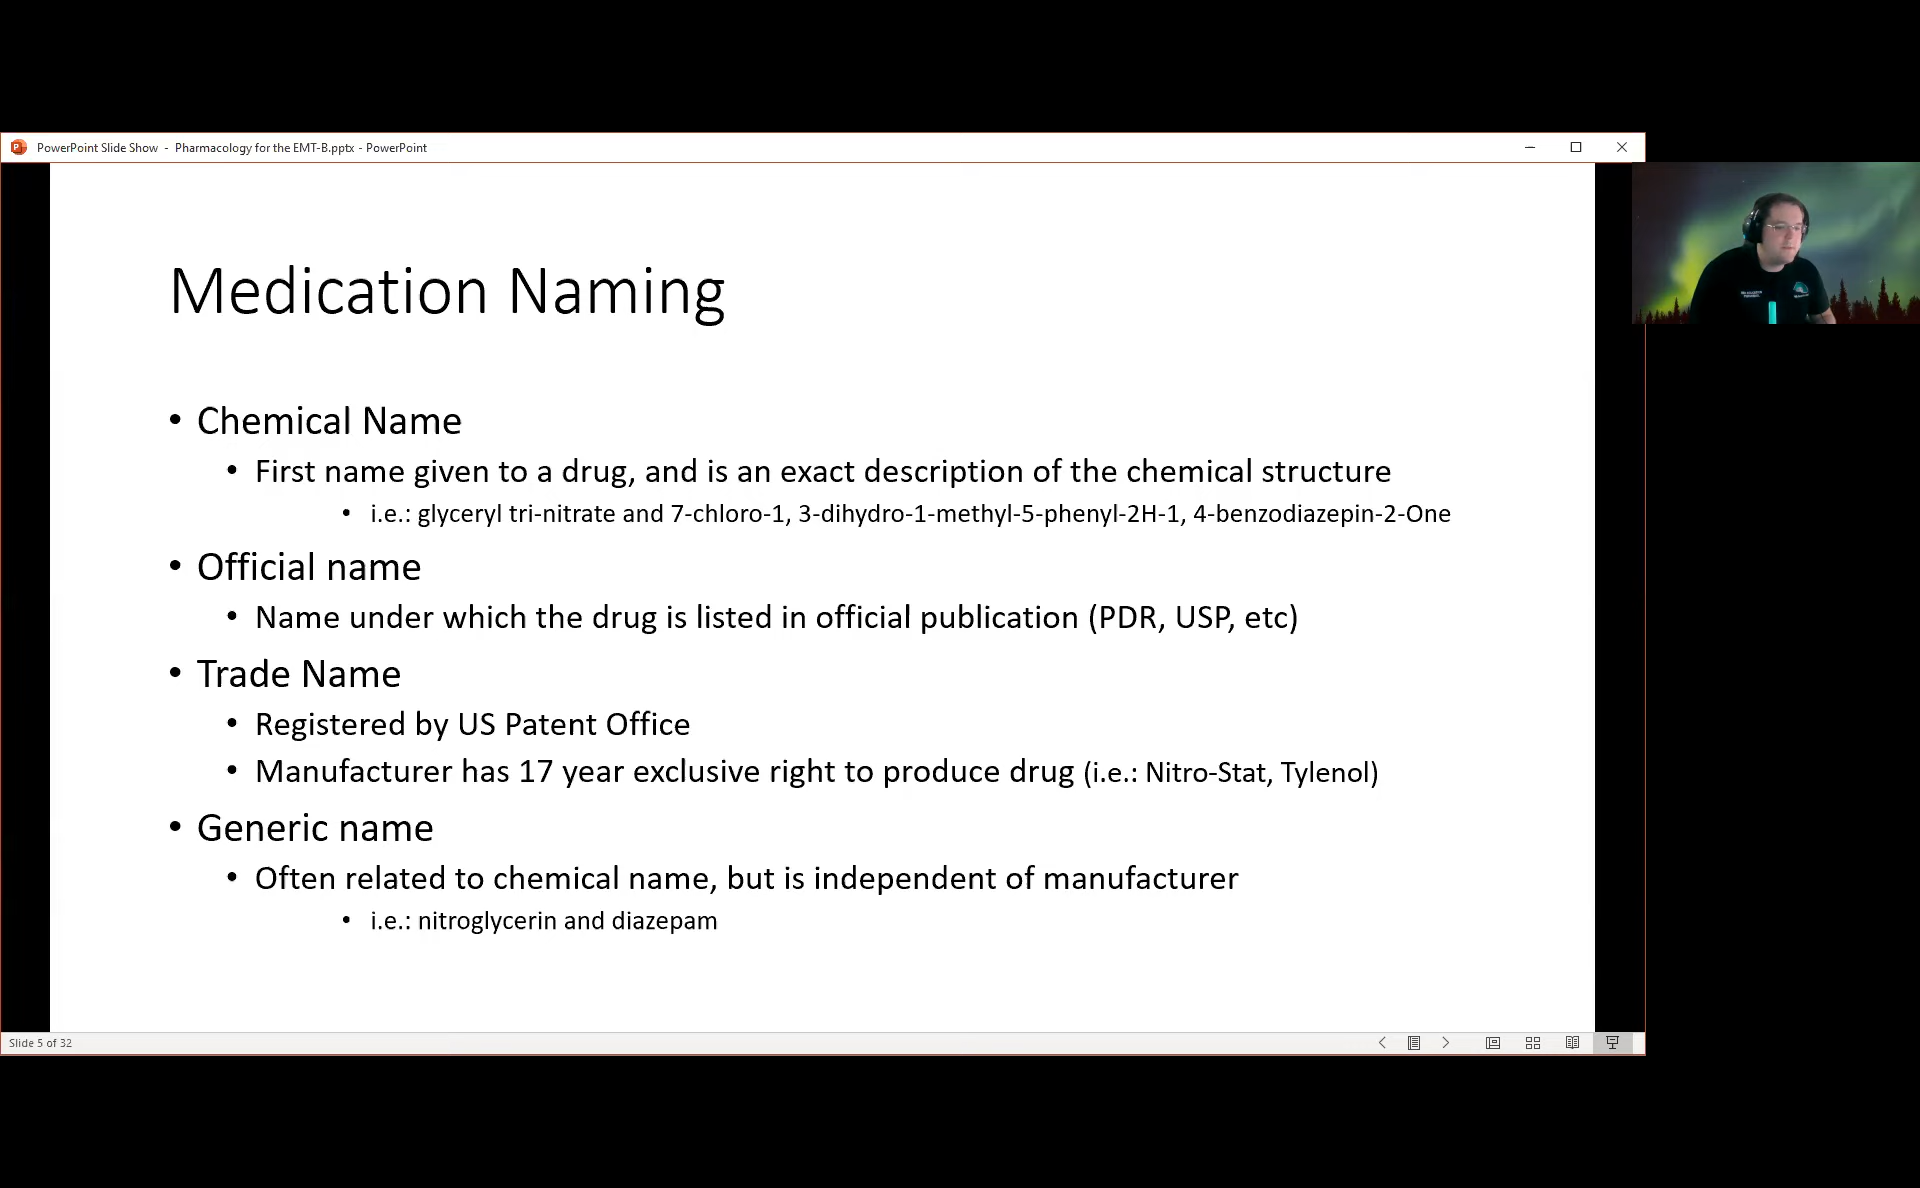 PowerPoint Slide Show - Pharmacology for the EMT-B.pptx - PowerPoint
Medication Naming
• Chemical Name
• First name given to a drug, and is an exact description of the chemical structure
• i.e.: glyceryl tri-nitrate and 7-chloro-1, 3-dihydro-1-methyl-5-phenyl-2H-1, 4-benzodiazepin-2-One
• Official name
• Name under which the drug is listed in official publication (PDR, USP, etc)
• Trade Name
• Registered by US Patent Office
• Manufacturer has 17 year exclusive right to produce drug (i.e.: Nitro-Stat, Tylenol)
• Generic name
• Often related to chemical name, but is independent of manufacturer
• i.e.: nitroglycerin and diazepam
Slide 5 of 32